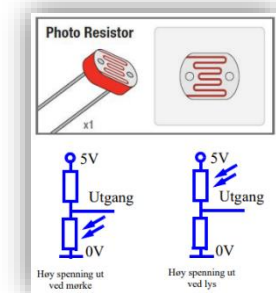 Photo Resistor
x1
5V
Utgang
0V
Høy spenning ut
ved mørke
5V
Utgang
0V
Høy spenning ut
ved lys